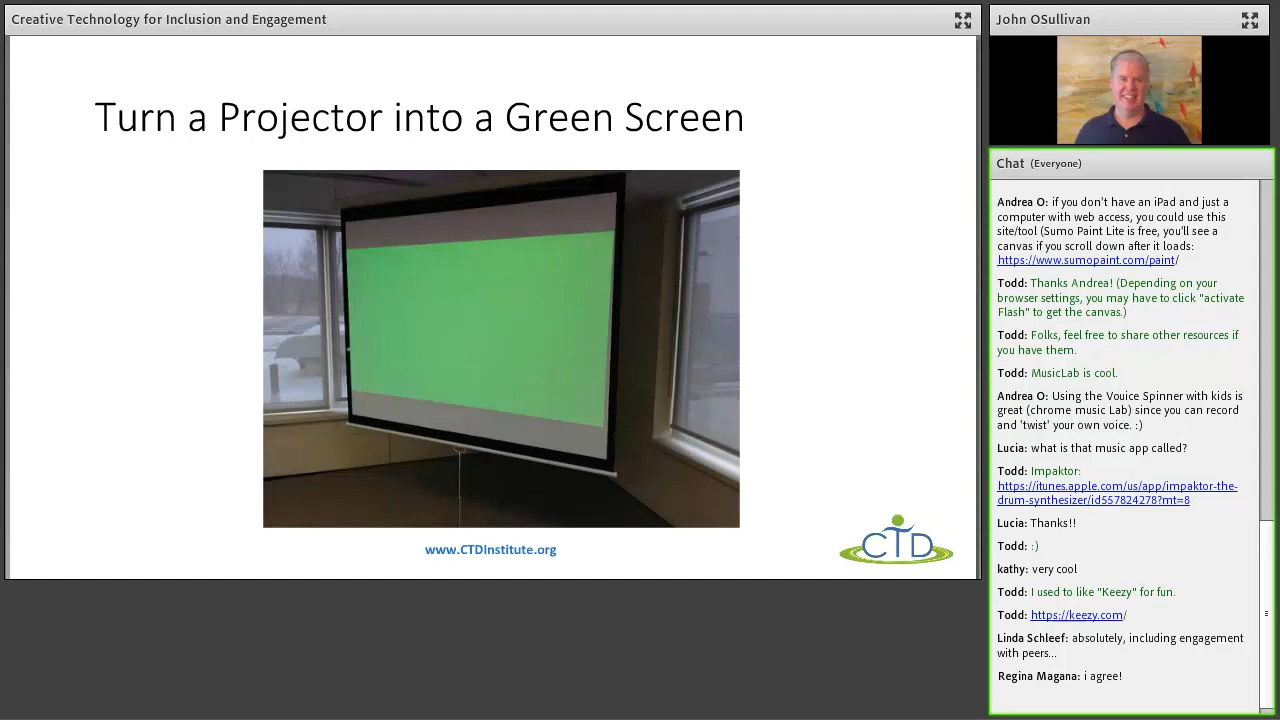 Creative Technology for Inclusion and Engagement
Turn a Projector into a Green Screen
www.CTDInstitute.org
CTD
John OSullivan
Chat (Everyone)
Andrea O: if you don't have an iPad and just a
computer with web access, you could use this
site/tool (Sumo Paint Lite is free, you'll see a
canvas if you scroll down after it loads:
https://www.sumopaint.com/paint/
Todd: Thanks Andrea! (Depending on your
browser settings, you may have to click "activate
Flash" to get the canvas.)
Todd: Folks, feel free to share other resources if
you have them.
Todd: MusicLab is cool.
Andrea O: Using the Vouice Spinner with kids is
great (chrome music Lab) since you can record
and 'twist' your own voice. :)
Lucia: what is that music app called?
Todd: Impaktor:
https://itunes.apple.com/us/app/impaktor-the-
drum-synthesizer/id557824278?mt=8
Lucia: Thanks!!
Todd: :)
kathy: very cool
Todd: I used to like "Keezy" for fun.
Todd: https://keezy.com/
Linda Schleef: absolutely, including engagement
with peers...
Regina Magana: i agree!